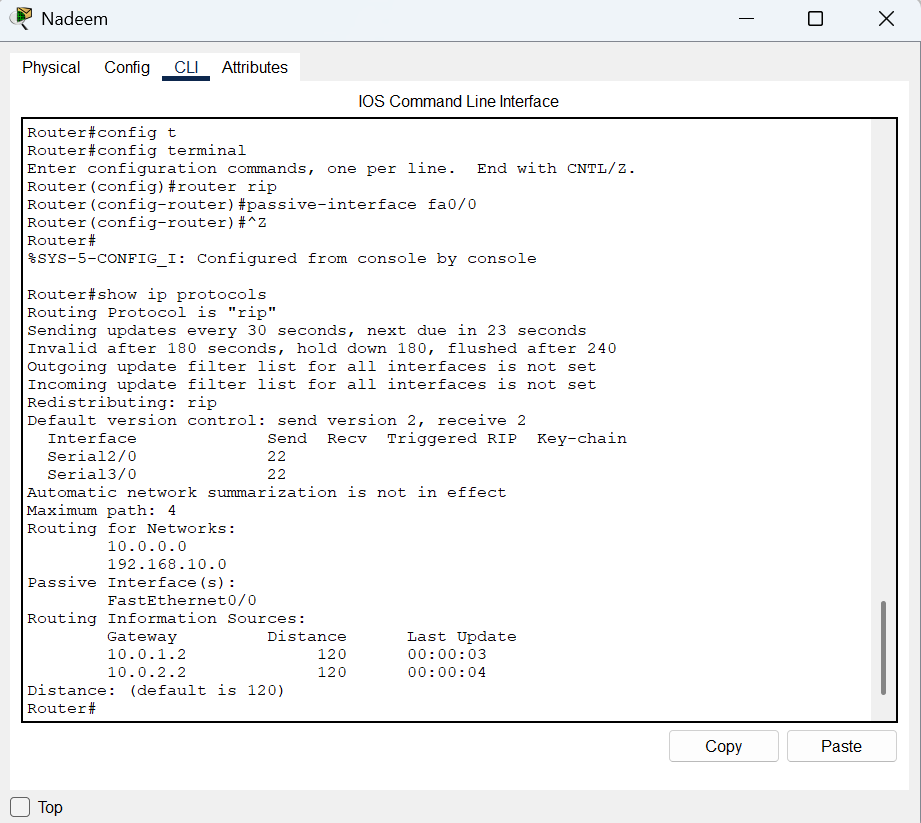 Nadeem
Physical Config CLI Attributes
IOS Command Line Interface
Router#config t
Router#config terminal
Enter configuration commands, one per line.  End with CNTL/Z.
Router(config)#router rip
Router(config-router)#passive-interface fa0/0
Router(config-router)#^Z
Router#
%SYS-5-CONFIG_I: Configured from console by console

Router#show ip protocols
Routing Protocol is "rip"
Sending updates every 30 seconds, next due in 23 seconds
Invalid after 180 seconds, hold down 180, flushed after 240
Outgoing update filter list for all interfaces is not set
Incoming update filter list for all interfaces is not set
Redistributing: rip
Default version control: send version 2, receive 2
  Interface             Send  Recv  Triggered RIP  Key-chain
  Serial2/0             22
  Serial3/0             22
Automatic network summarization is not in effect
Maximum path: 4
Routing for Networks:
        10.0.0.0
        192.168.10.0
Passive Interface(s):
        FastEthernet0/0
Routing Information Sources:
        Gateway         Distance      Last Update
        10.0.1.2             120      00:00:03
        10.0.2.2             120      00:00:04
Distance: (default is 120)
Router#
Copy Paste
Top